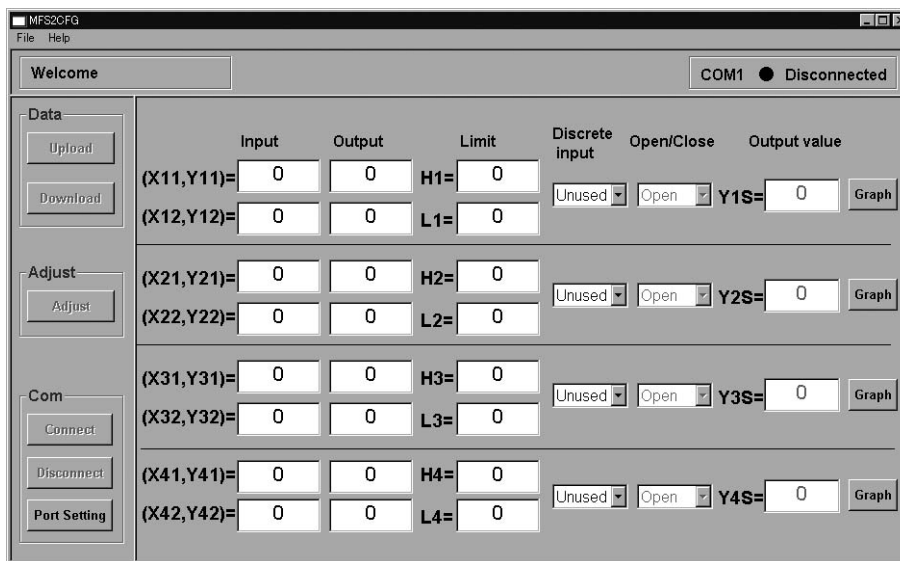 MFS2CFG
File Help
Welcome
COM1 ● Disconnected
Data
Upload
Download
Adjust
Adjust
Com
Connect
Disconnect
Port Setting
Input Output Limit Discrete input Open/Close Output value
(X11,Y11)= 0 0 H1= 0
Unused Open Y1S= 0 Graph
(X12,Y12)= 0 0 L1= 0
(X21,Y21)= 0 0 H2= 0
Unused Open Y2S= 0 Graph
(X22,Y22)= 0 0 L2= 0
(X31,Y31)= 0 0 H3= 0
Unused Open Y3S= 0 Graph
(X32,Y32)= 0 0 L3= 0
(X41,Y41)= 0 0 H4= 0
Unused Open Y4S= 0 Graph
(X42,Y42)= 0 0 L4= 0